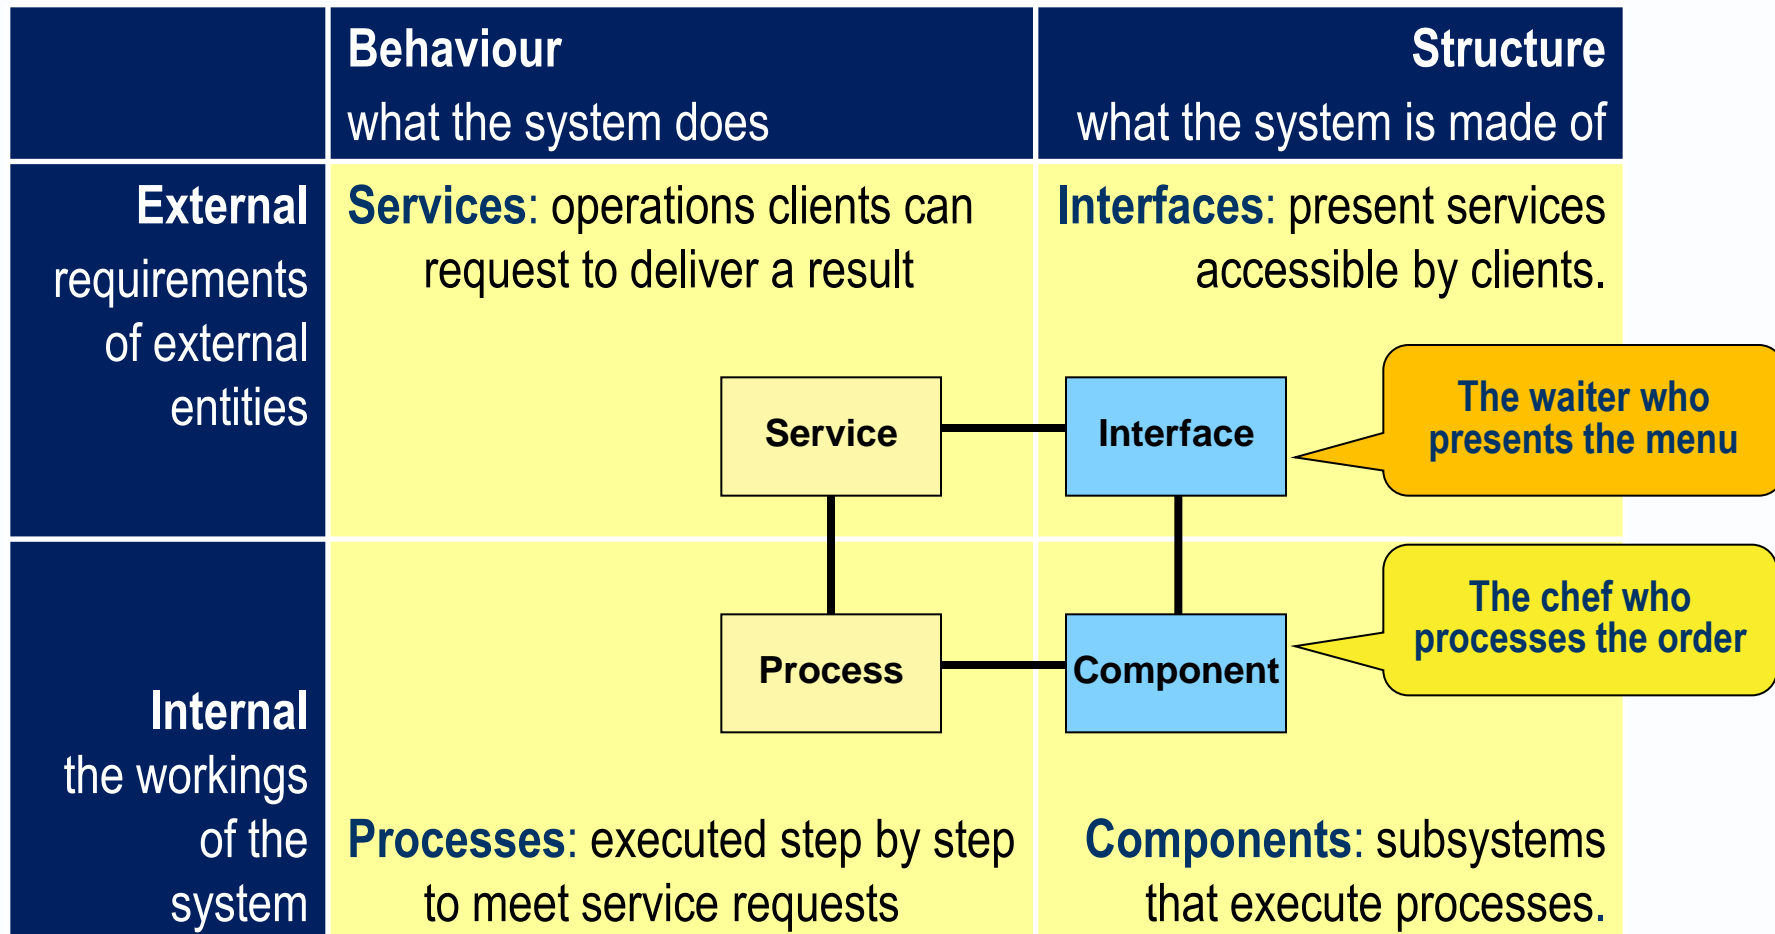 Behaviour
what the system does
Structure
what the system is made of
External
requirements
of external
entities
Services: operations clients can
request to deliver a result
Interfaces: present services
accessible by clients.
Service
Interface
The waiter who
presents the menu
Internal
the workings
of the
system
Process
Component
The chef who
processes the order
Processes: executed step by step
to meet service requests
Components: subsystems
that execute processes.